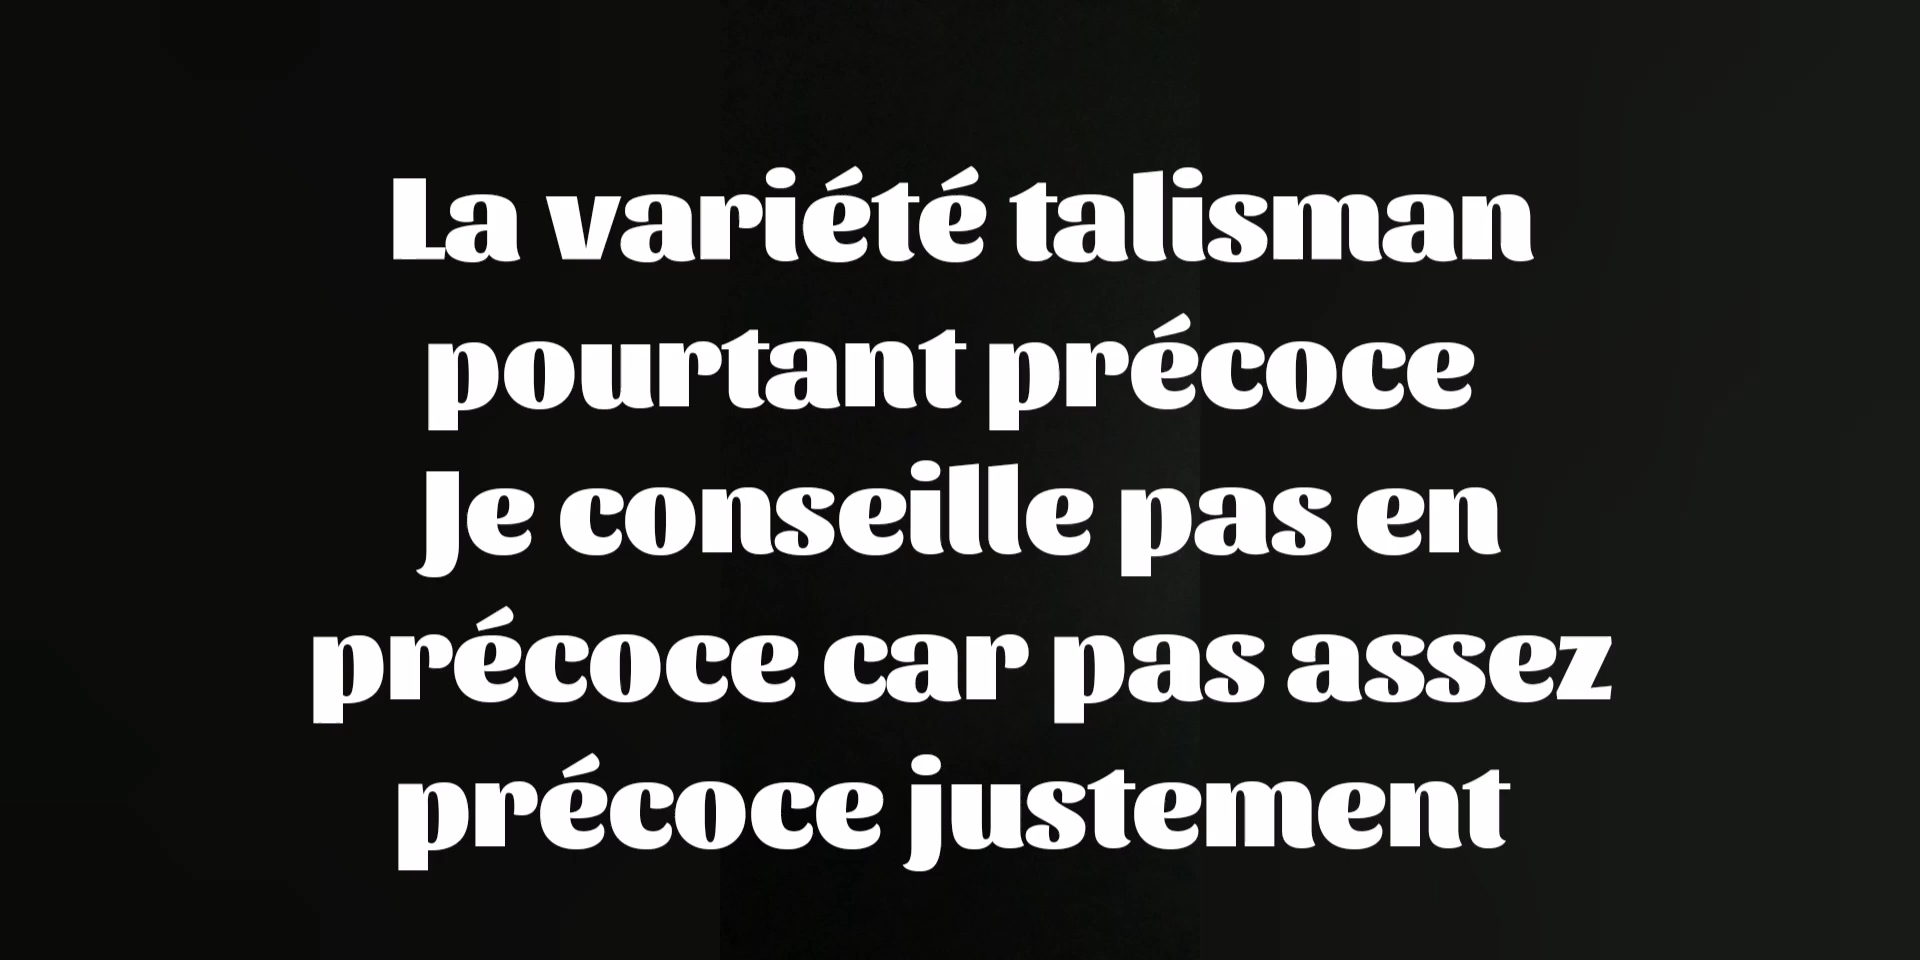 La variété talisman
pourtant précoce
Je conseille pas en
précoce car pas assez
précoce justement